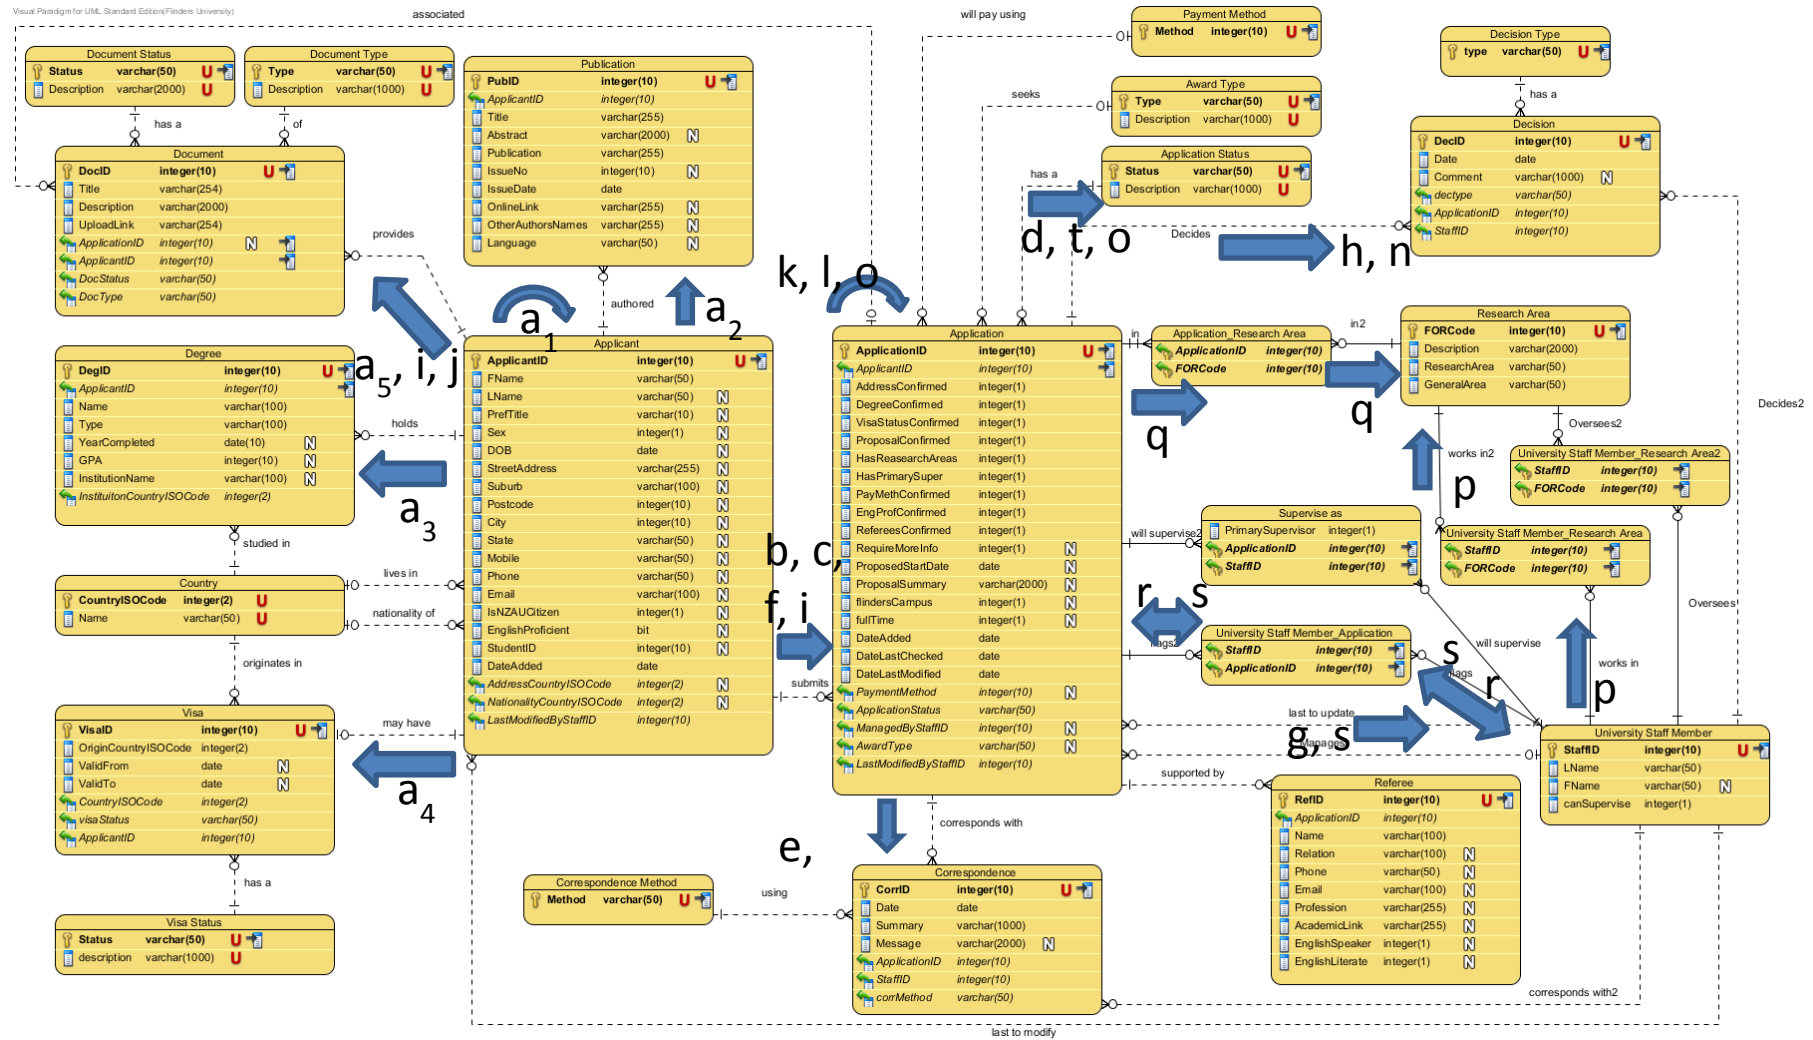 Visual Paradigm for UML Standard Edition(Flinders University)
associated
will pay using
Payment Method
Method integer(10) U
Decision Type
type varchar(50) U
Document Status
Status varchar(50) U
Description varchar(2000) U
Document Type
Type varchar(50) U
Description varchar(1000) U
Publication
PubID integer(10) U
ApplicantID integer(10)
Title varchar(255)
Abstract varchar(2000) N
Publication varchar(255)
IssueNo integer(10) N
IssueDate date
OnlineLink varchar(255) N
OtherAuthorsNames varchar(255) N
Language varchar(50) N
seeks
Award Type
Type varchar(50) U
Description varchar(1000) U
has a
has a
of
Document
DocID integer(10) U
Title varchar(254)
Description varchar(2000)
UploadLink varchar(254)
ApplicationID integer(10) N
ApplicantID integer(10)
DocStatus varchar(50)
DocType varchar(50)
Application Status
Status varchar(50) U
Description varchar(1000) U
has a
Decision
DecID integer(10) U
Date date
Comment varchar(1000) N
dectype varchar(50)
ApplicationID integer(10)
StaffID integer(10)
provides
d, t, o
Decides
h, n
k, l, o
authored
a1
a2
a5, i, j
Degree
DegID integer(10) U
ApplicantID integer(10)
Name varchar(100)
Type varchar(100)
YearCompleted date(10) N
GPA integer(10) N
InstitutionName varchar(100) N
InstituitonCountryISOCode integer(2)
holds
a3
Applicant
ApplicantID integer(10) U
FName varchar(50)
LName varchar(50) N
PrefTitle varchar(10) N
Sex integer(1) N
DOB date N
StreetAddress varchar(255) N
Suburb varchar(100) N
Postcode integer(10) N
City integer(10) N
State varchar(50) N
Mobile varchar(50) N
Phone varchar(50) N
Email varchar(100) N
IsNZAUCitizen integer(1) N
EnglishProficient bit N
StudentID integer(10) N
DateAdded date
AddressCountryISOCode integer(2) N
NationalityCountryISOCode integer(2) N
LastModifiedByStaffID integer(10)
Application
ApplicationID integer(10) U
ApplicantID integer(10)
AddressConfirmed integer(1)
DegreeConfirmed integer(1)
VisaStatusConfirmed integer(1)
ProposalConfirmed integer(1)
HasReasearchAreas integer(1)
HasPrimarySuper integer(1)
PayMethConfirmed integer(1)
EngProfConfirmed integer(1)
RefereesConfirmed integer(1)
RequireMoreInfo integer(1) N
ProposedStartDate date N
ProposalSummary varchar(2000) N
flindersCampus integer(1) N
fullTime integer(1) N
DateAdded date
DateLastChecked date
DateLastModified date
PaymentMethod integer(10) N
ApplicationStatus varchar(50)
ManagedByStaffID integer(10) N
AwardType varchar(50) N
LastModifiedByStaffID integer(10)
in
Application_Research Area
ApplicationID integer(10)
FORCode integer(10)
in2
Research Area
FORCode integer(10) U
Description varchar(2000)
ResearchArea varchar(50)
GeneralArea varchar(50)
q
q
Decides2
Oversees2
works in2
University Staff Member_Research Area2
StaffID integer(10)
FORCode integer(10)
p
Supervise as
PrimarySupervisor integer(1)
ApplicationID integer(10)
StaffID integer(10)
will supervise2
University Staff Member_Research Area
StaffID integer(10)
FORCode integer(10)
studied in
Country
CountryISOCode integer(2) U
Name varchar(50) U
lives in
nationality of
b, c,
f, i
r s
Oversees
University Staff Member_Application
StaffID integer(10)
ApplicationID integer(10)
will supervise
s
r
works in
p
originates in
submits
Visa
VisaID integer(10) U
OriginCountryISOCode integer(2)
ValidFrom date N
ValidTo date N
CountryISOCode integer(2)
visaStatus varchar(50)
ApplicantID integer(10)
may have
a4
last to update
g, s
Manages
University Staff Member
StaffID integer(10) U
LName varchar(50)
FName varchar(50) N
canSupervise integer(1)
supported by
Referee
RefID integer(10) U
ApplicationID integer(10)
Name varchar(100)
Relation varchar(100) N
Phone varchar(50) N
Email varchar(100) N
Profession varchar(255) N
AcademicLink varchar(255) N
EnglishSpeaker integer(1) N
EnglishLiterate integer(1) N
corresponds with
e,
has a
Visa Status
Status varchar(50) U
description varchar(1000) U
Correspondence Method
Method varchar(50) U
using
Correspondence
CorrID integer(10) U
Date date
Summary varchar(1000)
Message varchar(2000) N
ApplicationID integer(10)
StaffID integer(10)
corrMethod varchar(50)
corresponds with2
last to modify